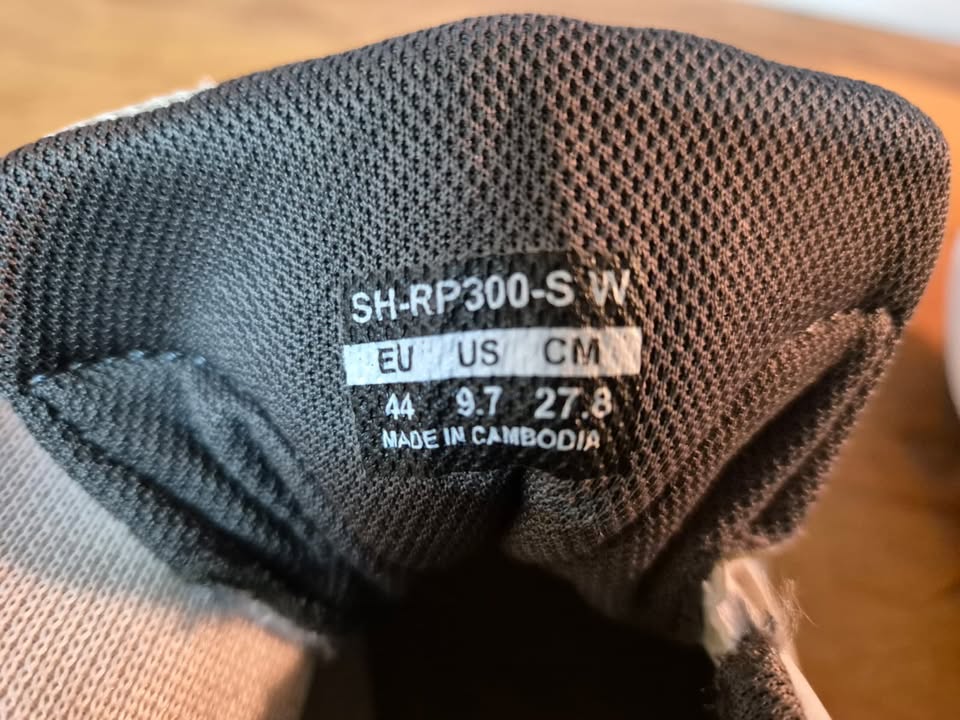 SH-RP300-S W
EU US CM
44 9.7 27.8
MADE IN CAMBODIA